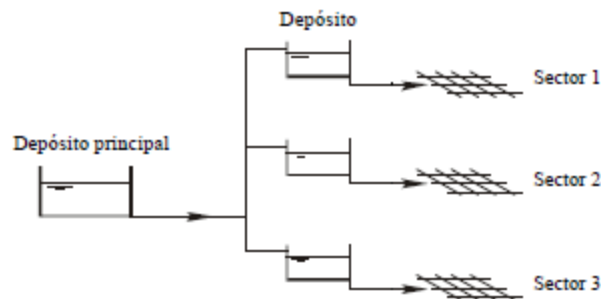 Depósito
Sector 1
Depósito principal
Sector 2
Sector 3